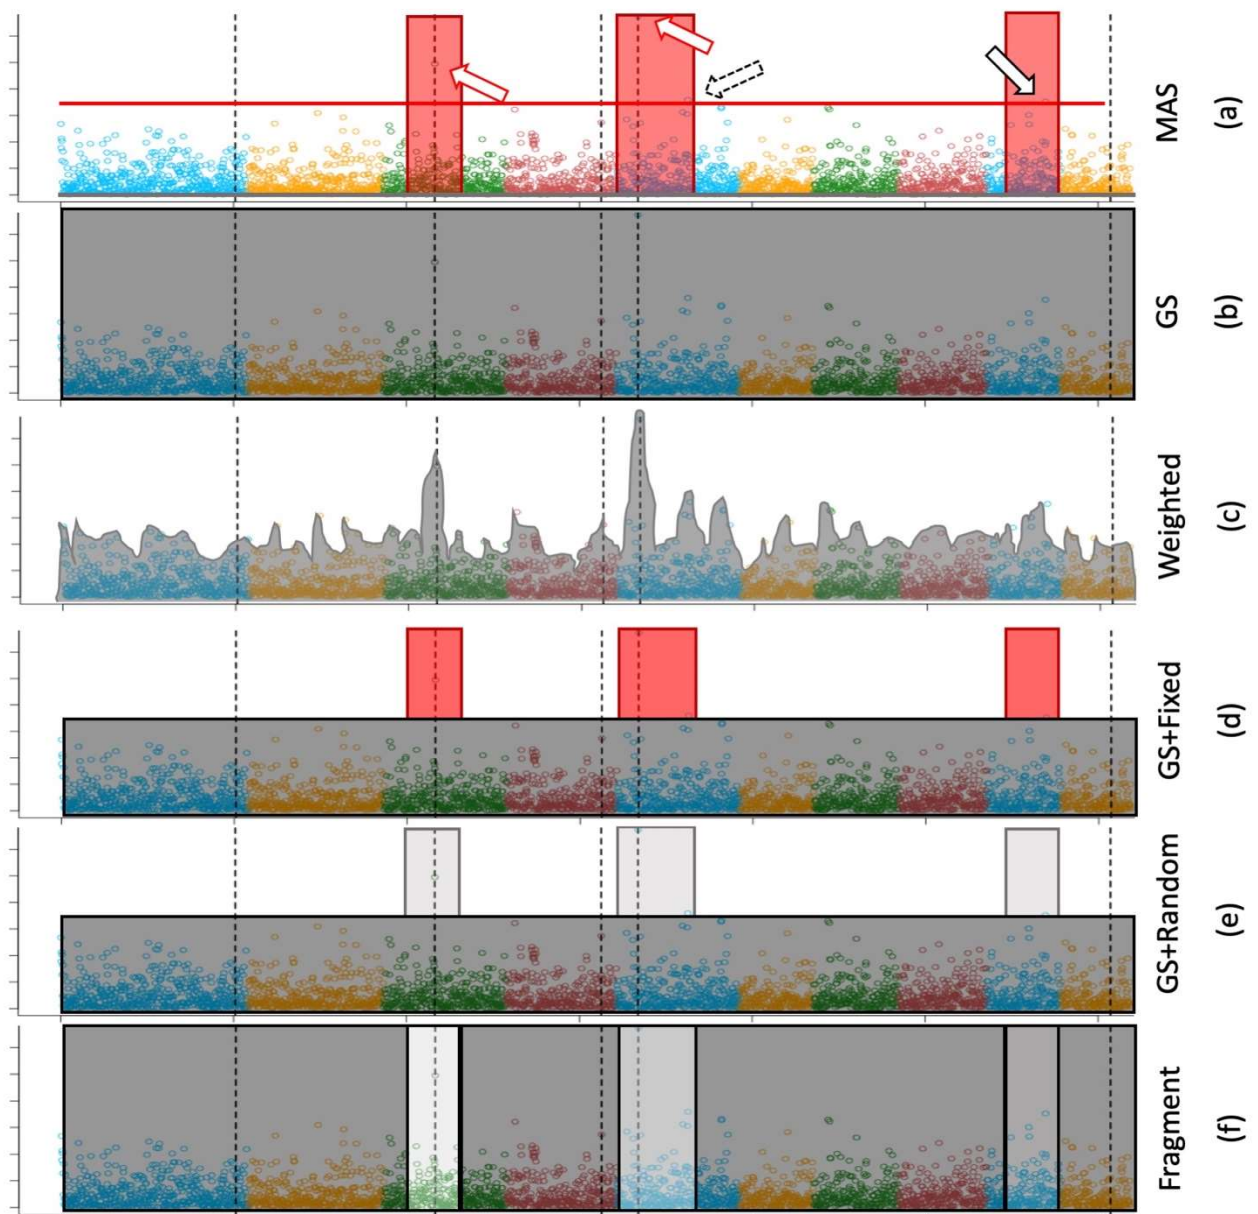 MAS
(a)
GS
(b)
Weighted
(c)
GS+Fixed
(d)
GS+Random
(e)
Fragment
(f)